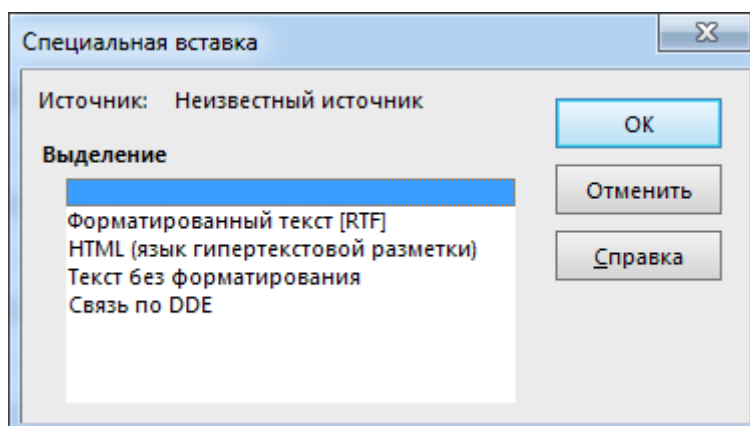 Специальная вставка
Источник: Неизвестный источник
Выделение
Форматированный текст [RTF]
HTML (язык гипертекстовой разметки)
Текст без форматирования
Связь по DDE
ОК
Отменить
Справка